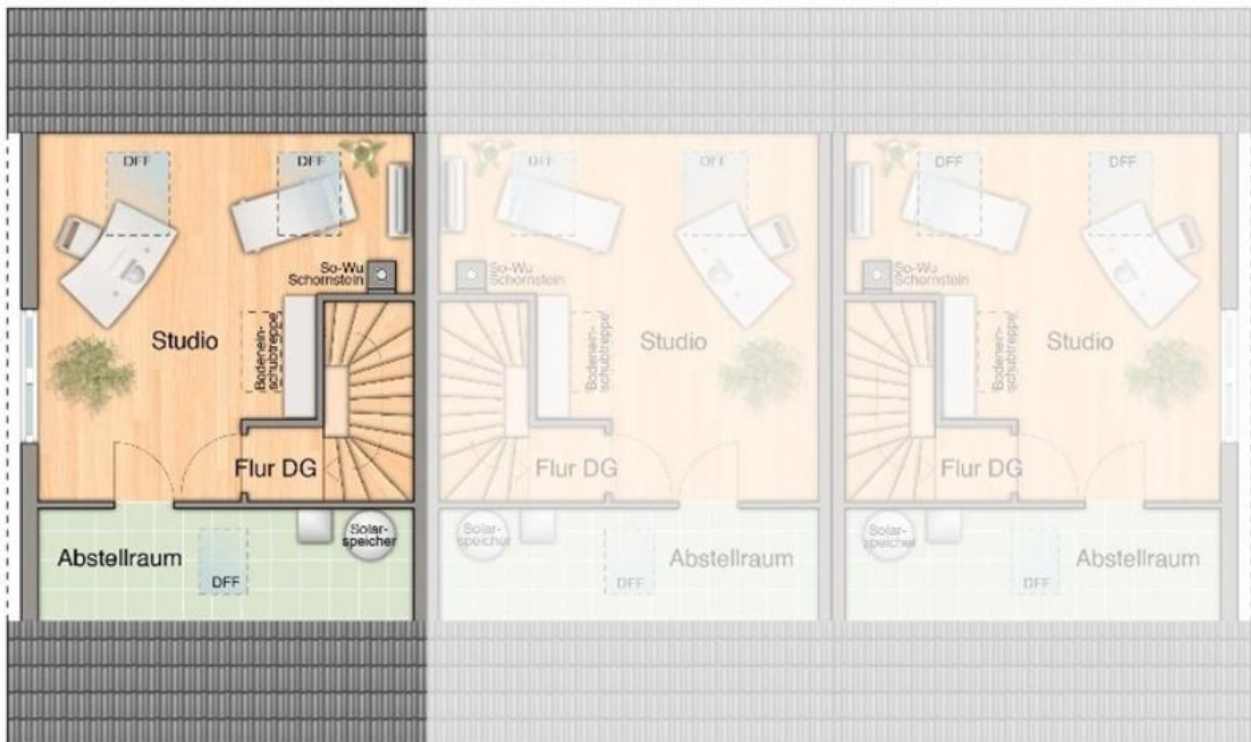 DFF
DFF
So-Wu
Schornstein
Studio
Bodenein-
schubtreppe
Flur DG
Abstellraum
DFF
Solar-
speicher
DFF
DFF
So-Wu
Schornstein
Bodenein-
schubtreppe
Studio
Flur DG
Solar-
speicher
DFF
Abstellraum
DFF
DFF
So-Wu
Schornstein
Bodenein-
schubtreppe
Studio
Flur DG
Solar-
speicher
DFF
Abstellraum